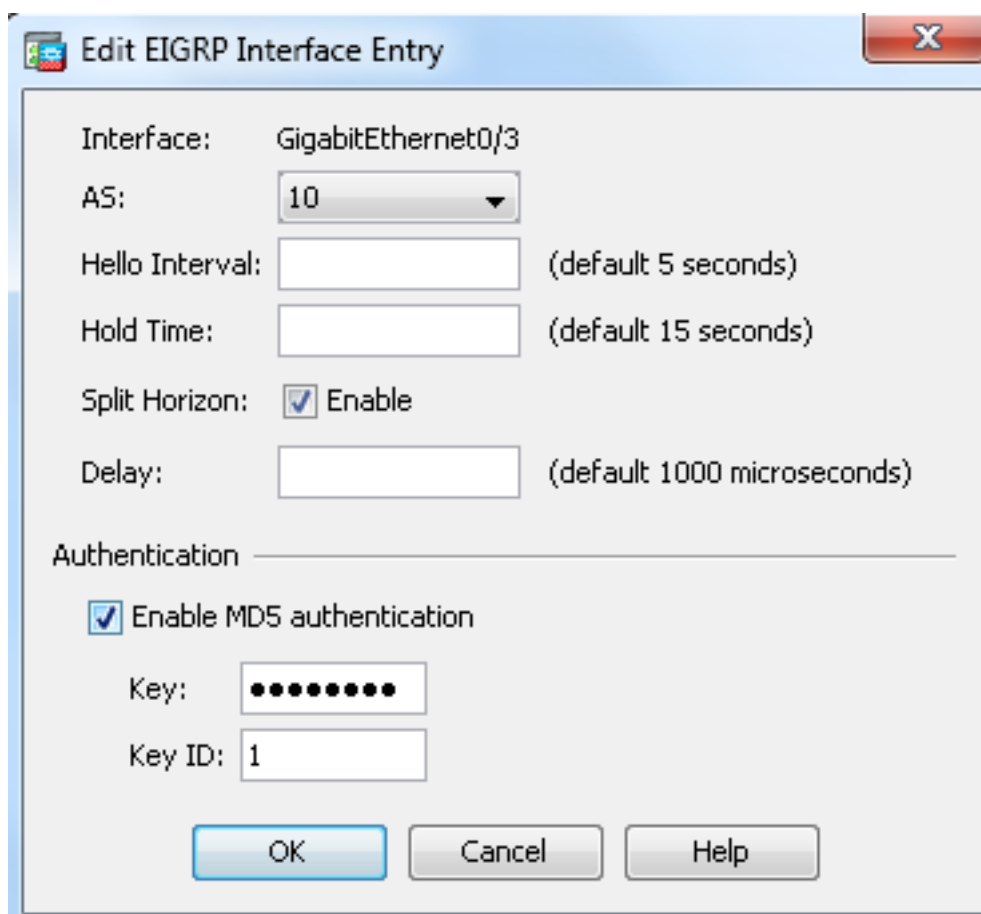 Edit EIGRP Interface Entry
Interface: GigabitEthernet0/3
AS: 10
Hello Interval: (default 5 seconds)
Hold Time: (default 15 seconds)
Split Horizon: Enable
Delay: (default 1000 microseconds)
Authentication
Enable MD5 authentication
Key: ●●●●●●●●
Key ID: 1
OK Cancel Help